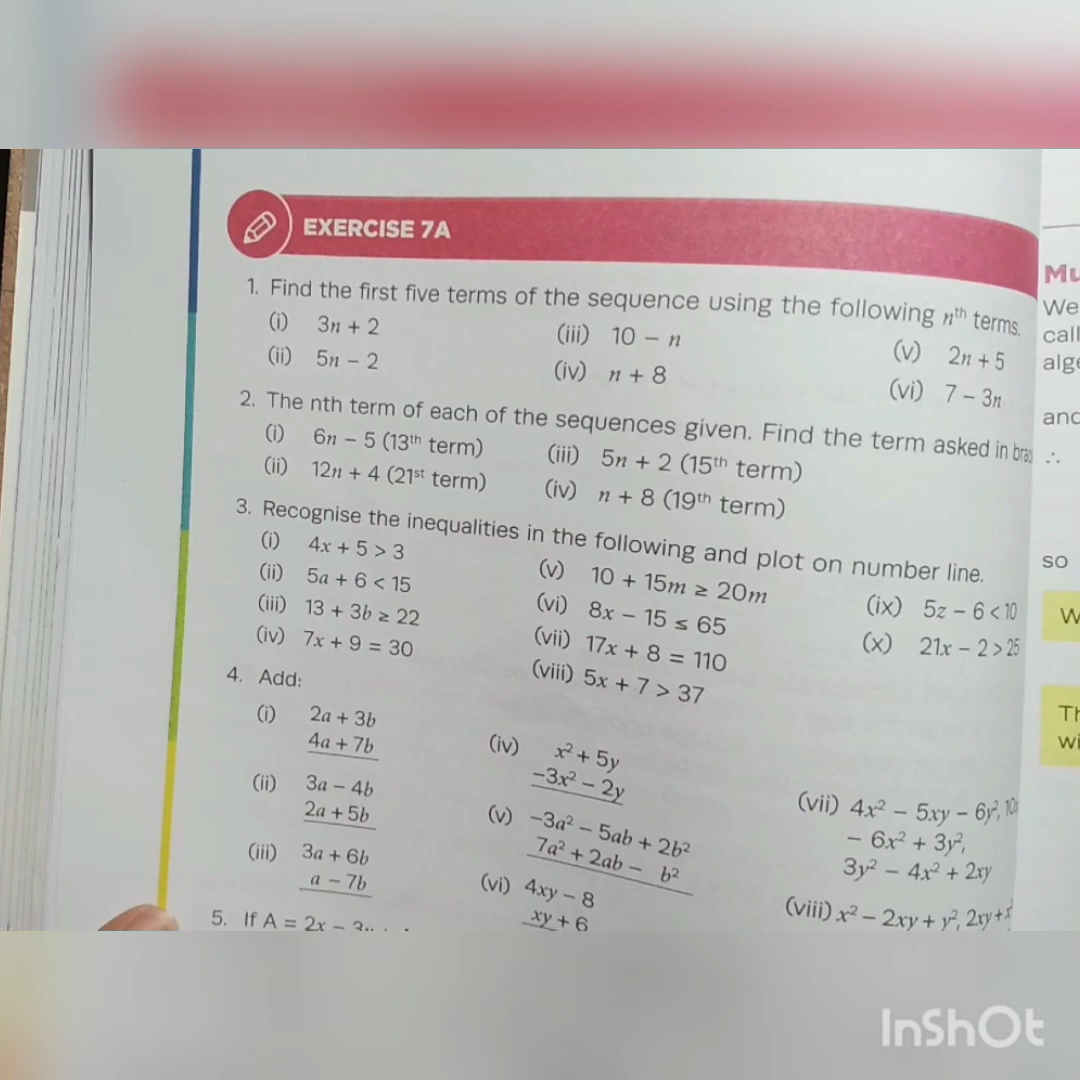 EXERCISE 7A
1. Find the first five terms of the sequence using the following nᵗʰ terms.
(i) 3n + 2 (iii) 10 – n (v) 2n + 5
(ii) 5n – 2 (iv) n + 8 (vi) 7 – 3n
2. The nth term of each of the sequences given. Find the term asked in
(i) 6n – 5 (13ᵗʰ term) (iii) 5n + 2 (15ᵗʰ term)
(ii) 12n + 4 (21ˢᵗ term) (iv) n + 8 (19ᵗʰ term)
3. Recognise the inequalities in the following and plot on number line.
(i) 4x + 5 > 3 (v) 10 + 15m ≥ 20m (ix) 5z – 6 < 10
(ii) 5a + 6 < 15 (vi) 8x – 15 ≤ 65 (x) 21x – 2 > 25
(iii) 13 + 3b ≥ 22 (vii) 17x + 8 = 110
(iv) 7x + 9 = 30 (viii) 5x + 7 > 37
4. Add:
(i) 2a + 3b
4a + 7b
(ii) 3a – 4b
2a + 5b
(iii) 3a + 6b
a – 7b
(iv) x² + 5y
–3x² – 2y
(v) –3a² – 5ab + 2b²
7a² + 2ab – b²
(vi) 4xy – 8
xy + 6
(vii) 4x² – 5xy – 6y²,
– 6x² + 3y²,
3y² – 4x² + 2xy
(viii) x² – 2xy + y², 2xy +
5. If A = 2x –
We
and
∴
so
InShOt